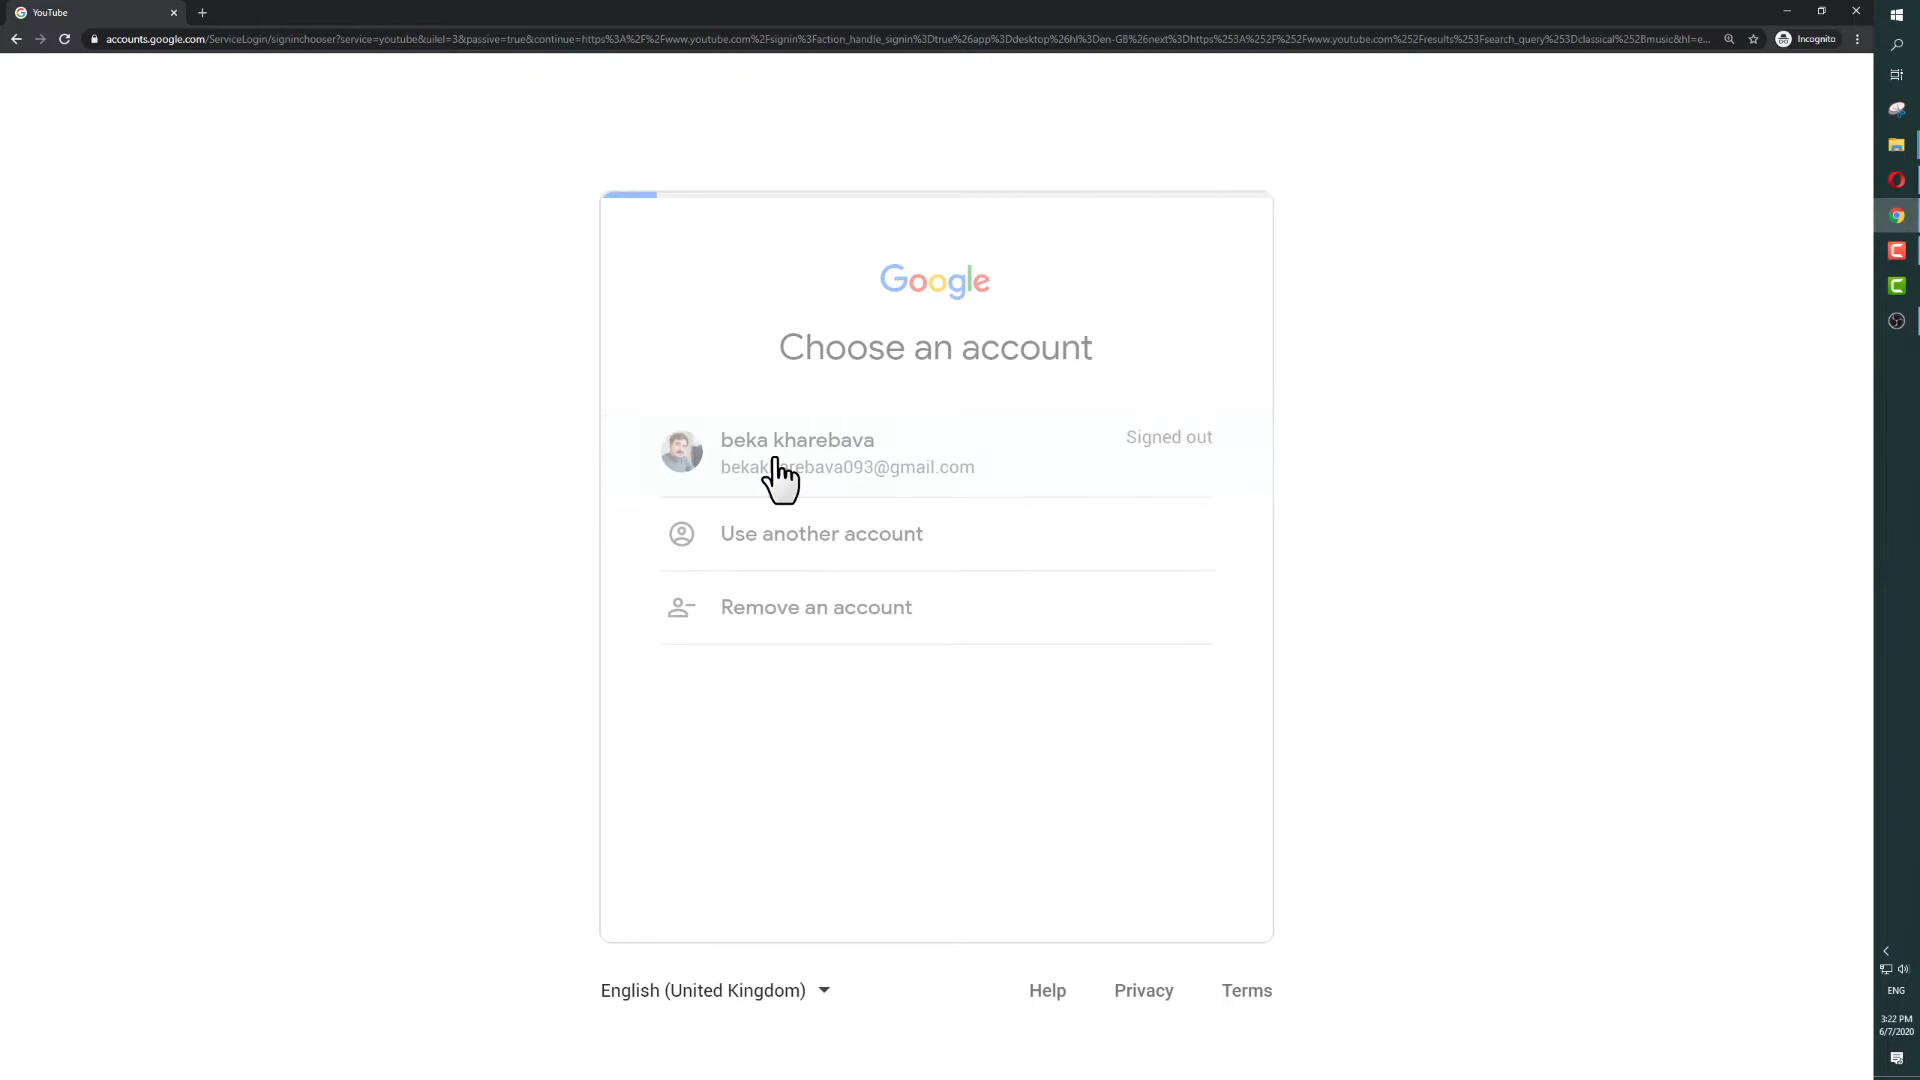 YouTube
accounts.google.com/ServiceLogin/signinchooser?service=youtube&uilel=3&passive=true&continue=https%3A%2F%2Fwww.youtube.com%2Fsignin%3Faction_handle_signin%3Dtrue%26app%3Ddesktop%26hl%3Den-GB%26next%3Dhttps%253A%252F%252Fwww.youtube.com%252Fresults%253Fsearch_query%253Dclassical%252Bmusic&hl=e...
Incognito
Google
Choose an account
beka kharebava
Signed out
bekakharebava093@gmail.com
Use another account
Remove an account
English (United Kingdom)
Help
Privacy
Terms
ENG
3:22 PM
6/7/2020